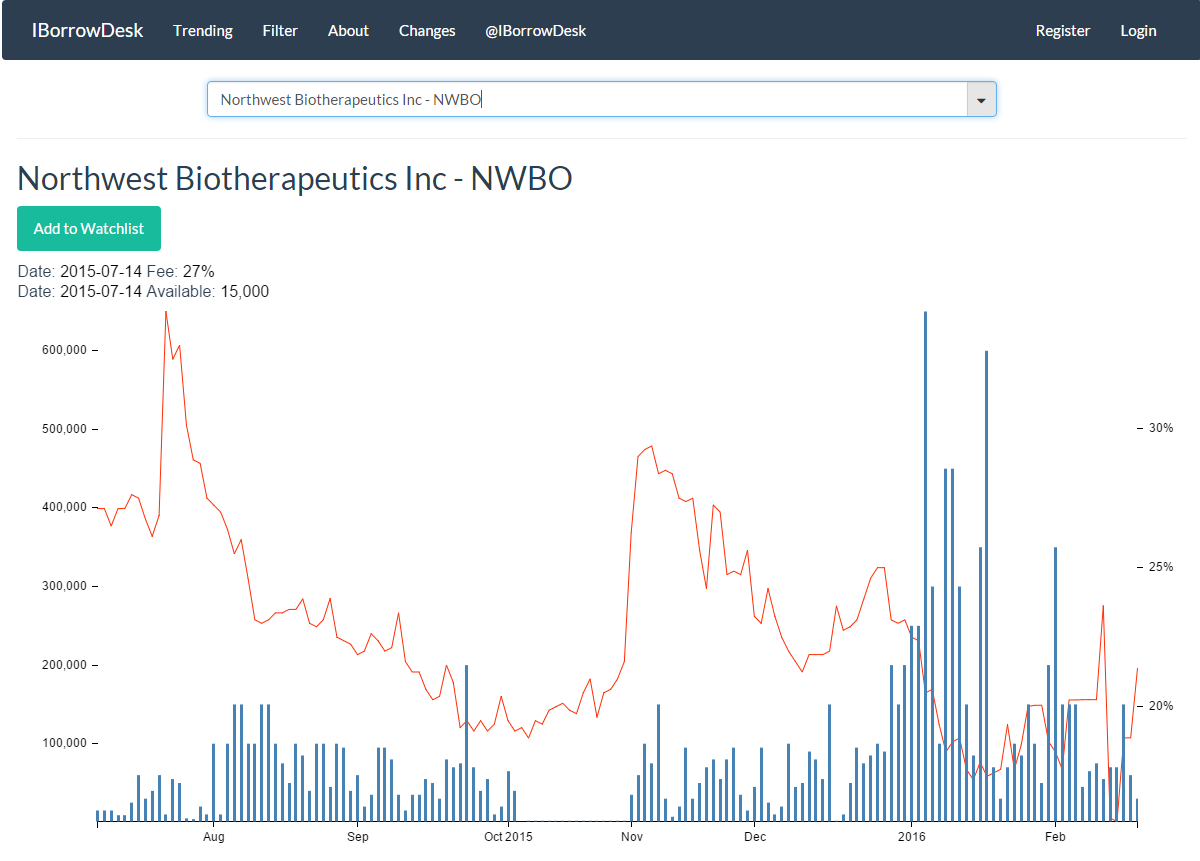 IBorrowDesk Trending Filter About Changes @IBorrowDesk Register Login
Northwest Biotherapeutics Inc - NWBO
Northwest Biotherapeutics Inc - NWBO
Add to Watchlist
Date: 2015-07-14 Fee: 27%
Date: 2015-07-14 Available: 15,000
600,000
500,000
30%
400,000
300,000
25%
200,000
20%
100,000
Aug Sep Oct 2015 Nov Dec 2016 Feb